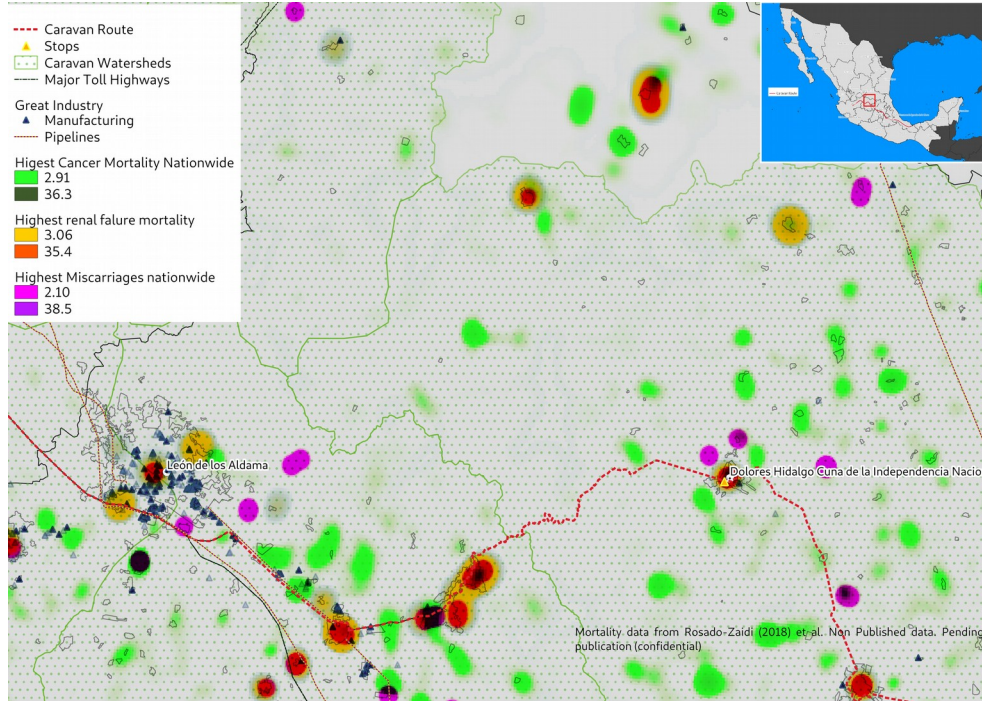 Caravan Route
Stops
Caravan Watersheds
Major Toll Highways
Great Industry
Manufacturing
Pipelines
Higest Cancer Mortality Nationwide
2.91
36.3
Highest renal falure mortality
3.06
35.4
Highest Miscarriages nationwide
2.10
38.5
León de los Aldama
Dolores Hidalgo Cuna de la Independencia Nacio
Mortality data from Rosado-Zaidi (2018) et al. Non Published data. Pending
publication (confidential)